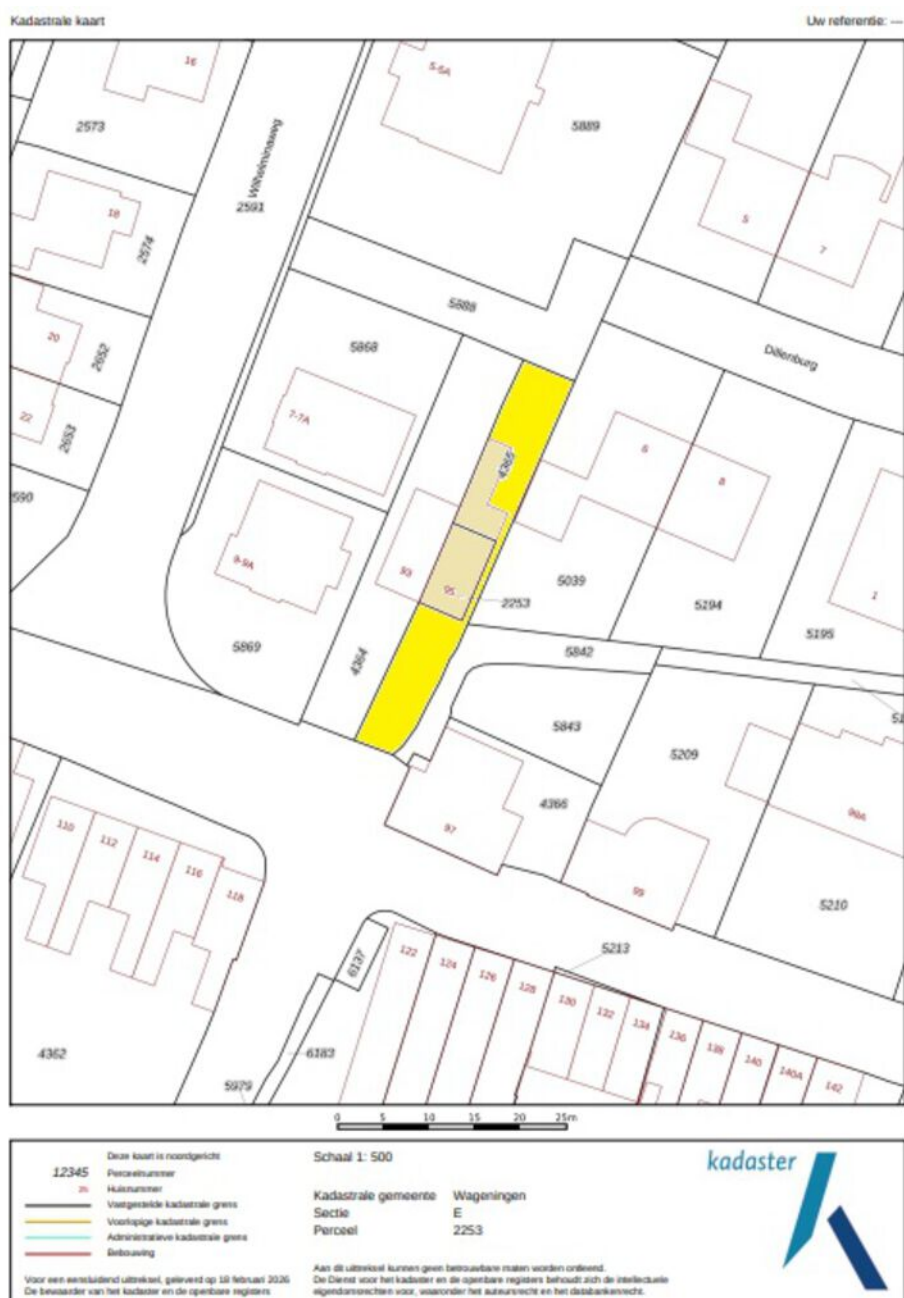 Kadastrale kaart
Uw referentie: ---
16
5-6A
2573
5889
Wilhelminaweg
2591
18
2574
5
7
5888
20
2652
5868
Dillenburg
22
2653
7-7A
4365
6
8
9-9A
93
95
2253
5039
5194
1
5195
5869
4364
5842
5843
5209
4366
97
98A
110
112
114
116
118
99
5210
122
124
126
128
130
132
134
136
138
140
140A
142
5213
6137
4362
6183
5979
0 5 10 15 20 25m
Deze kaart is noordgericht
12345 Perceelnummer
25 Huisnummer
Vastgestelde kadastrale grens
Voorlopige kadastrale grens
Administratieve kadastrale grens
Bebouwing
Voor een eensluidend uittreksel, geleverd op 18 februari 2026
De bewaarder van het kadaster en de openbare registers
Schaal 1: 500
Kadastrale gemeente Wageningen
Sectie E
Perceel 2253
Aan dit uittreksel kunnen geen betrouwbare maten worden ontleend.
De Dienst voor het kadaster en de openbare registers behoudt zich de intellectuele
eigendomsrechten voor, waaronder het auteursrecht en het databankenrecht.
kadaster